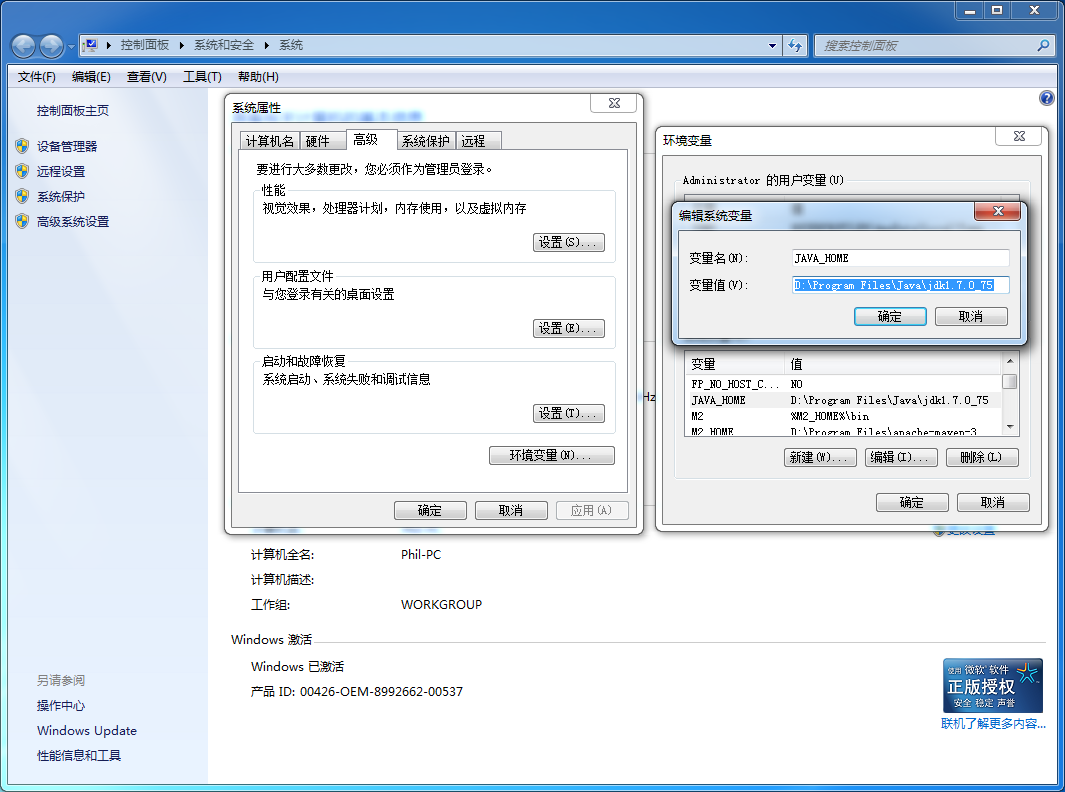 控制面板 系统和安全 系统
搜索控制面板
文件(F) 编辑(E) 查看(V) 工具(T) 帮助(H)
控制面板主页
设备管理器
远程设置
系统保护
高级系统设置
另请参阅
操作中心
Windows Update
性能信息和工具
系统属性
计算机名 硬件 高级 系统保护 远程
要进行大多数更改，您必须作为管理员登录。
性能
视觉效果，处理器计划，内存使用，以及虚拟内存
设置(S)...
用户配置文件
与您登录有关的桌面设置
设置(E)...
启动和故障恢复
系统启动、系统失败和调试信息
设置(T)...
环境变量(N)...
确定 取消 应用(A)
Hz
环境变量
Administrator 的用户变量(U)
编辑系统变量
变量名(N): JAVA_HOME
变量值(V): D:\Program Files\Java\jdk1.7.0_75
确定 取消
变量 值
FP_NO_HOST_C... NO
JAVA_HOME D:\Program Files\Java\jdk1.7.0_75
M2 %M2_HOME%\bin
M2_HOME D:\Program Files\apache-maven-3
新建(W)... 编辑(I)... 删除(L)
确定 取消
更改设置
计算机全名: Phil-PC
计算机描述:
工作组: WORKGROUP
Windows 激活
Windows 已激活
产品 ID: 00426-OEM-8992662-00537
使用 微软 软件
正版授权
安全 稳定 声誉
联机了解更多内容...